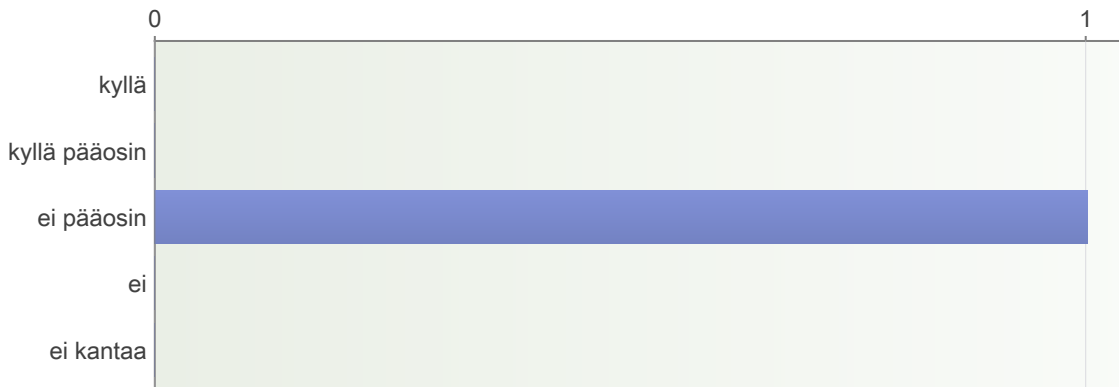 0 1
kyllä
kyllä pääosin
ei pääosin
ei
ei kantaa